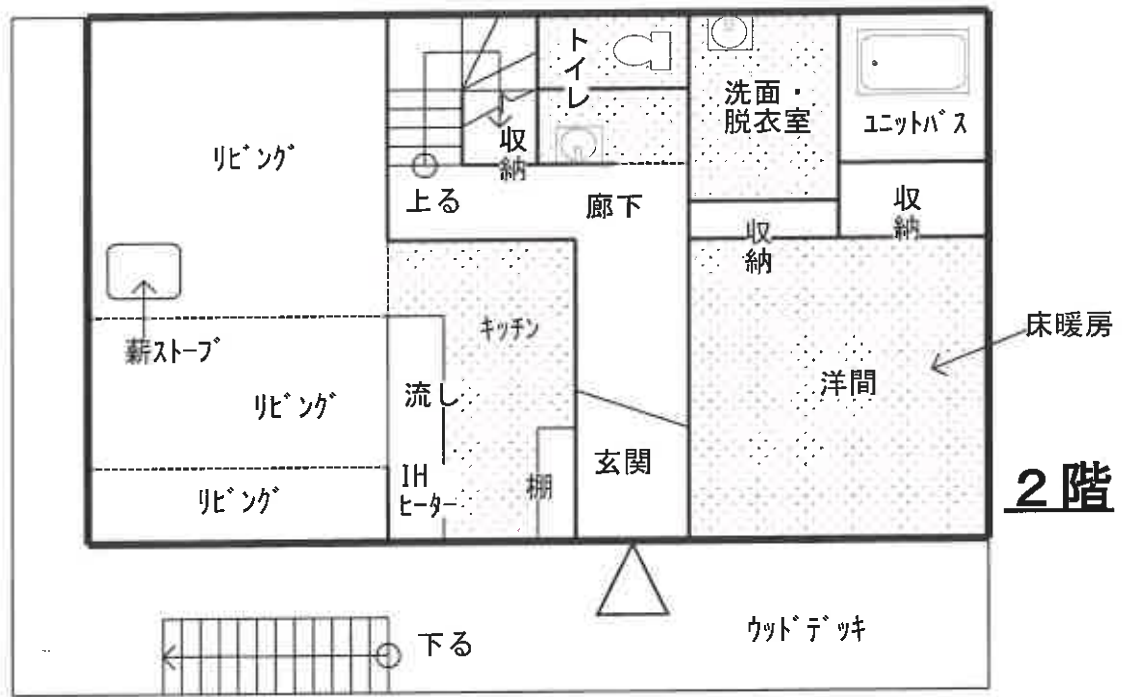 トイレ
洗面・
脱衣室
ﾕﾆｯﾄﾊﾞｽ
ﾘﾋﾞﾝｸﾞ
収納
上る
廊下
収納
収納
ｷｯﾁﾝ
床暖房
薪ｽﾄｰﾌﾞ
洋間
流し
ﾘﾋﾞﾝｸﾞ
玄関
IH
ﾋｰﾀｰ
棚
ﾘﾋﾞﾝｸﾞ
２階
下る
ｳｯﾄﾞﾃﾞｯｷ